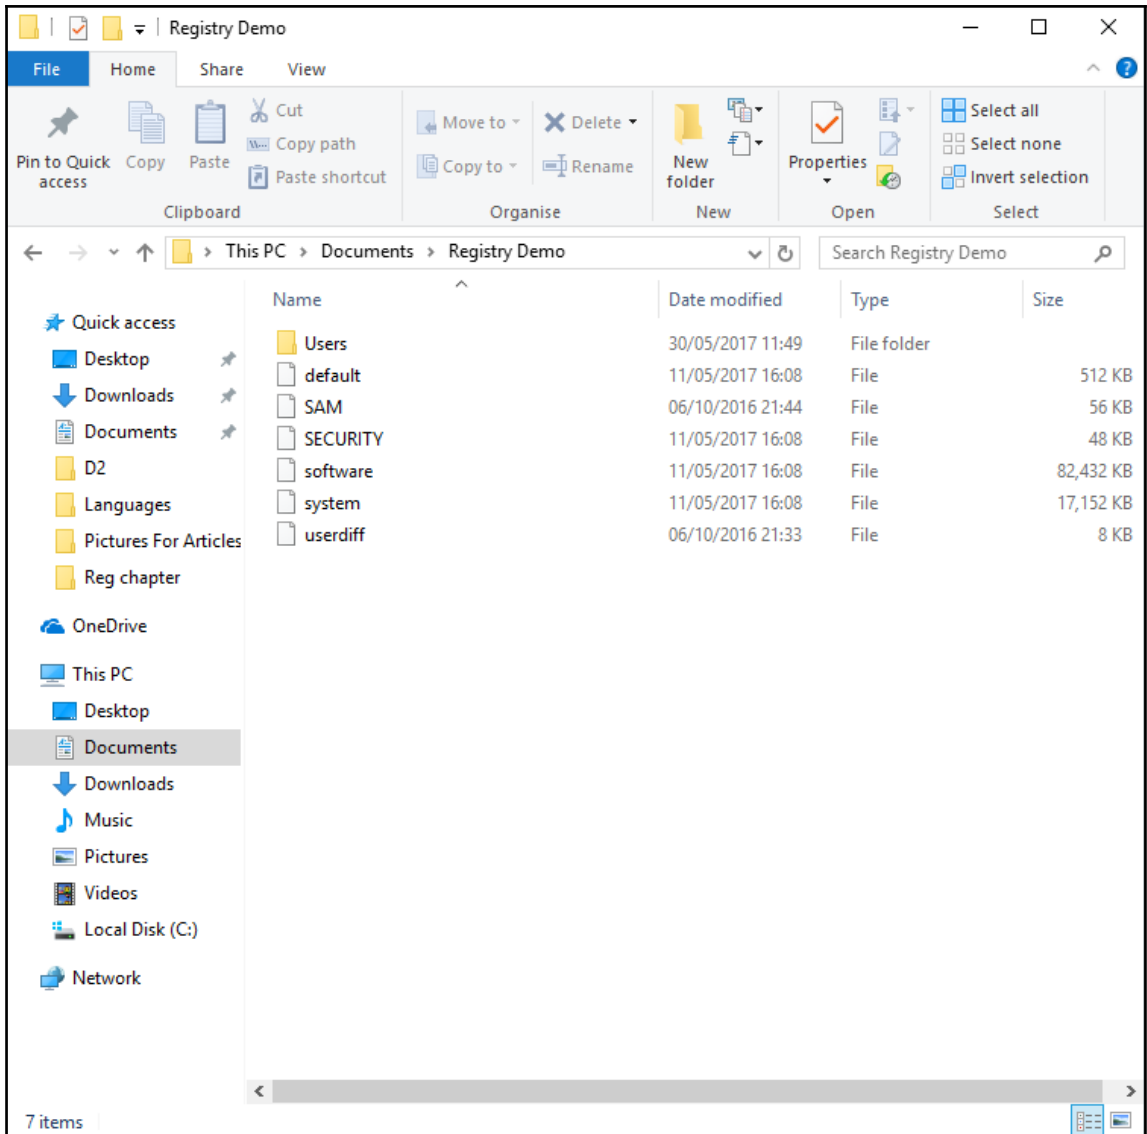 Registry Demo
File Home Share View
Pin to Quick access
Copy
Paste
Cut
Copy path
Paste shortcut
Clipboard
Move to
Copy to
Delete
Rename
Organise
New folder
New
Properties
Open
Select all
Select none
Invert selection
Select
This PC > Documents > Registry Demo
Search Registry Demo
Quick access
Desktop
Downloads
Documents
D2
Languages
Pictures For Articles
Reg chapter
OneDrive
This PC
Desktop
Documents
Downloads
Music
Pictures
Videos
Local Disk (C:)
Network
Name Date modified Type Size
Users 30/05/2017 11:49 File folder
default 11/05/2017 16:08 File 512 KB
SAM 06/10/2016 21:44 File 56 KB
SECURITY 11/05/2017 16:08 File 48 KB
software 11/05/2017 16:08 File 82,432 KB
system 11/05/2017 16:08 File 17,152 KB
userdiff 06/10/2016 21:33 File 8 KB
7 items